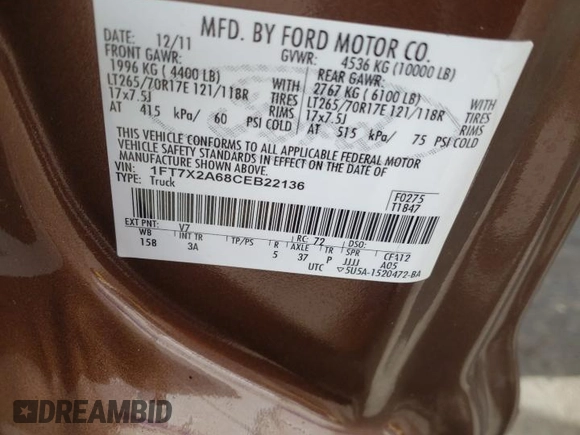 MFD. BY FORD MOTOR CO.
DATE: 12/11 GVWR: 4536 KG (10000 LB)
FRONT GAWR: REAR GAWR:
1996 KG ( 4400 LB) 2767 KG ( 6100 LB)
LT265/70R17E 121/118R TIRES LT265/70R17E 121/118R TIRES
17x7.5J RIMS 17x7.5J RIMS
AT 415 kPa/ 60 PSI COLD AT 515 kPa/ 75 PSI COLD
THIS VEHICLE CONFORMS TO ALL APPLICABLE FEDERAL MOTOR
VEHICLE SAFETY STANDARDS IN EFFECT ON THE DATE OF
MANUFACTURE SHOWN ABOVE.
VIN: 1FT7X2A68CEB22136
TYPE: Truck
F0275
T1847
EXT PNT: V7 RC: 72 DSO:
WB INT TR TP/PS R AXLE TR SPR CFA12
158 3A 5 37 P JJJJ A05
UTC ▽5U5A-1520472-BA
DREAMBID